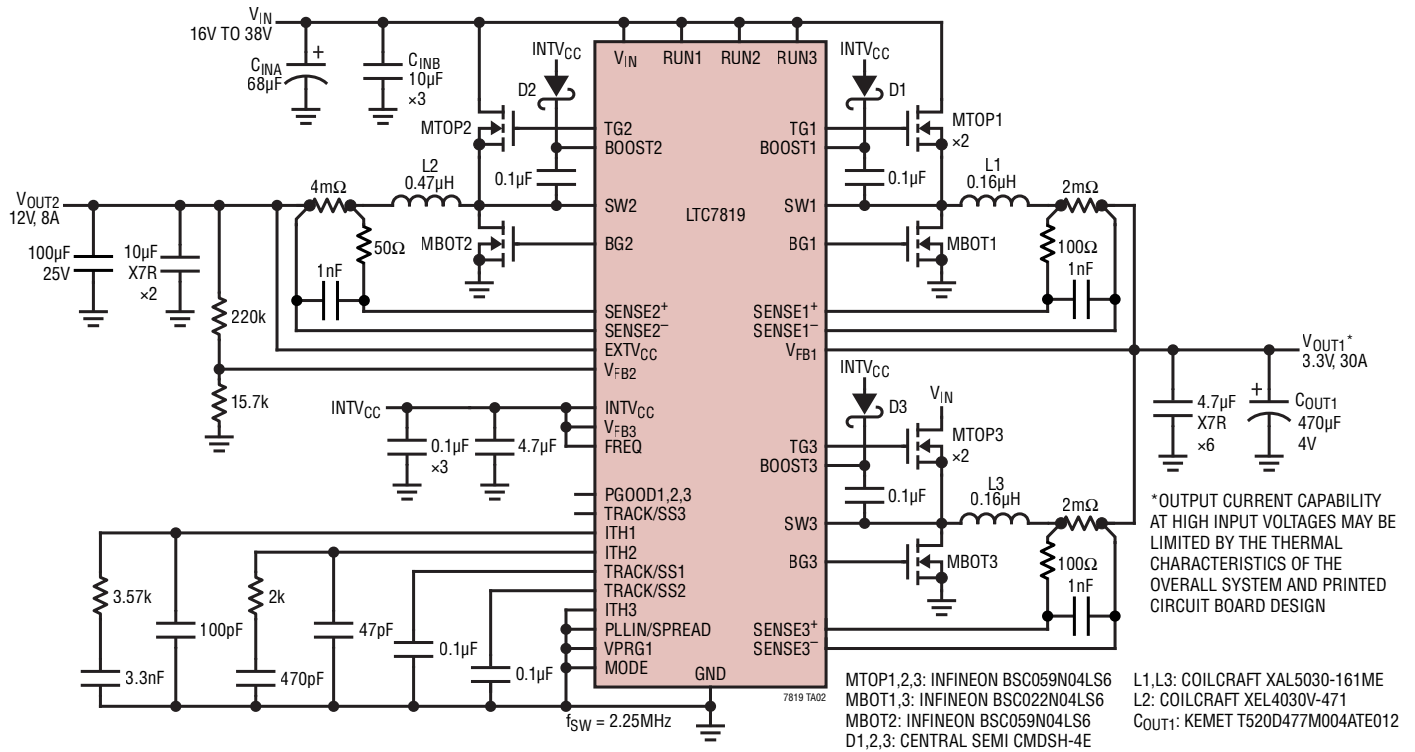 VIN
16V TO 38V
CINA
68µF
+
CINB
10µF
×3
INTVCC
D2
MTOP2
VIN
RUN1
RUN2
RUN3
INTVCC
D1
MTOP1
×2
TG2
BOOST2
TG1
BOOST1
0.1µF
0.1µF
VOUT2
12V, 8A
4mΩ
L2
0.47µH
SW2
LTC7819
SW1
L1
0.16µH
2mΩ
100µF
25V
10µF
X7R
×2
50Ω
1nF
MBOT2
BG2
BG1
MBOT1
100Ω
1nF
220k
15.7k
SENSE2+
SENSE2–
EXTVCC
VFB2
SENSE1+
SENSE1–
VFB1
VOUT1*
3.3V, 30A
4.7µF
X7R
×6
+
COUT1
470µF
4V
INTVCC
0.1µF
×3
4.7µF
INTVCC
VFB3
FREQ
INTVCC
D3
VIN
MTOP3
×2
TG3
BOOST3
0.1µF
PGOOD1,2,3
TRACK/SS3
ITH1
ITH2
TRACK/SS1
TRACK/SS2
ITH3
PLLIN/SPREAD
VPRG1
MODE
SW3
BG3
L3
0.16µH
2mΩ
MBOT3
100Ω
1nF
SENSE3+
SENSE3–
GND
3.57k
3.3nF
100pF
2k
470pF
47pF
0.1µF
0.1µF
fSW = 2.25MHz
7819 TA02
*OUTPUT CURRENT CAPABILITY
AT HIGH INPUT VOLTAGES MAY BE
LIMITED BY THE THERMAL
CHARACTERISTICS OF THE
OVERALL SYSTEM AND PRINTED
CIRCUIT BOARD DESIGN
MTOP1,2,3: INFINEON BSC059N04LS6
MBOT1,3: INFINEON BSC022N04LS6
MBOT2: INFINEON BSC059N04LS6
D1,2,3: CENTRAL SEMI CMDSH-4E
L1,L3: COILCRAFT XAL5030-161ME
L2: COILCRAFT XEL4030V-471
COUT1: KEMET T520D477M004ATE012